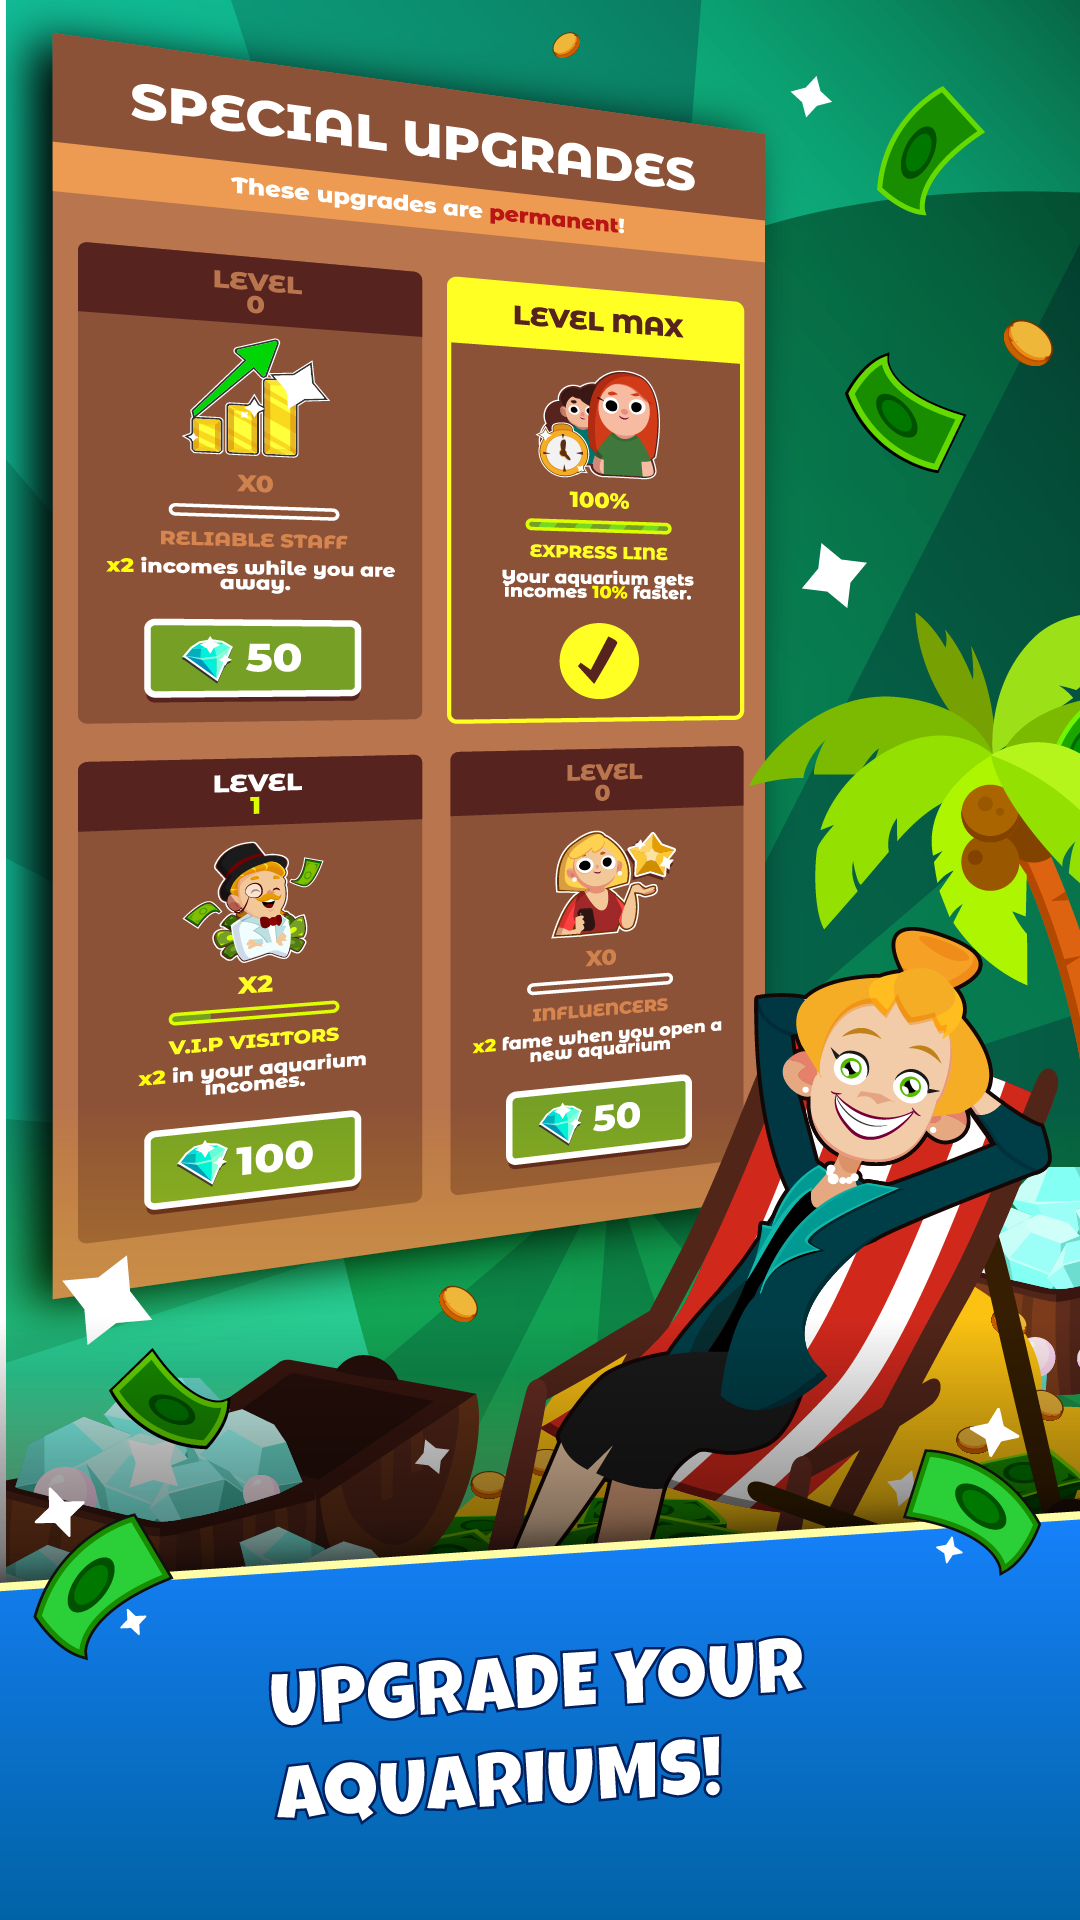 SPECIAL UPGRADES
These upgrades are permanent!
LEVEL
0
X0
RELIABLE STAFF
x2 incomes while you are
away.
50
LEVEL MAX
100%
EXPRESS LINE
Your aquarium gets
incomes 10% faster.
LEVEL
1
X2
V.I.P VISITORS
x2 in your aquarium
incomes.
100
LEVEL
0
X0
INFLUENCERS
x2 fame when you open a
new aquarium
50
UPGRADE YOUR
AQUARIUMS!